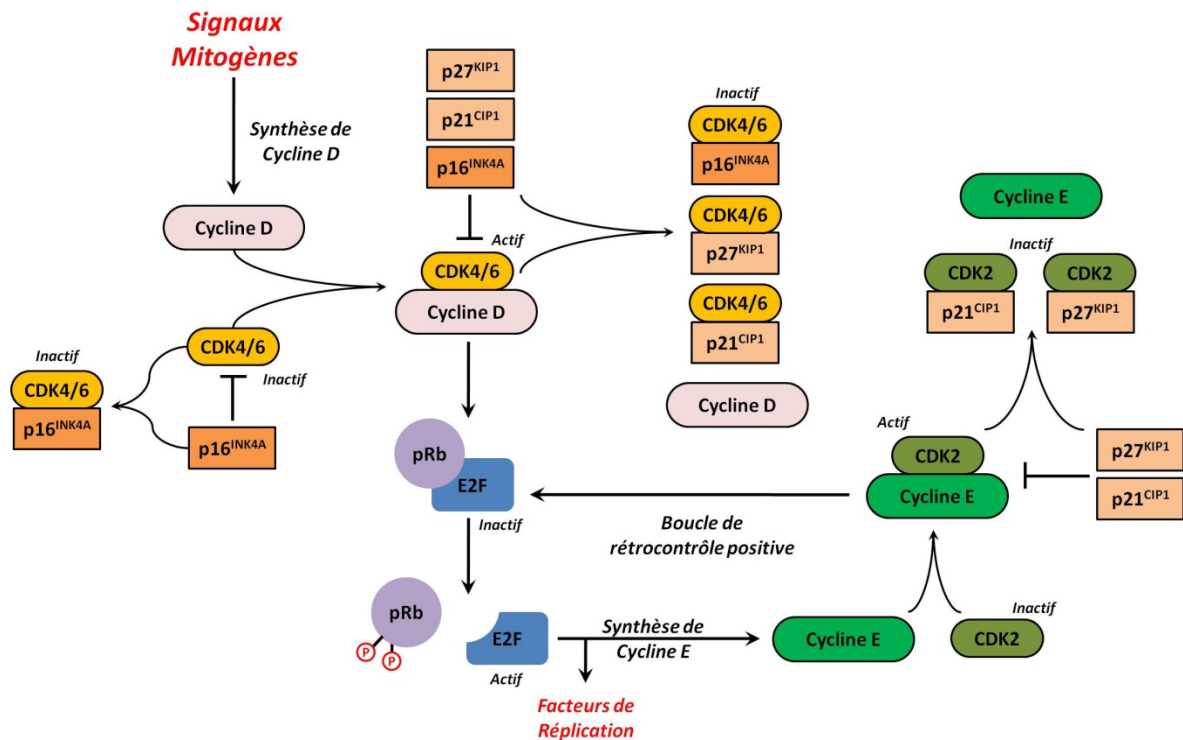 Signaux
Mitogènes
Synthèse de
Cycline D
Cycline D
CDK4/6
Inactif
Inactif
CDK4/6
p16INK4A
p16INK4A
p27KIP1
p21CIP1
p16INK4A
Actif
CDK4/6
Cycline D
Inactif
CDK4/6
p16INK4A
CDK4/6
p27KIP1
CDK4/6
p21CIP1
Cycline D
pRb
E2F
Inactif
pRb
P
P
E2F
Actif
Synthèse de
Cycline E
Facteurs de
Réplication
Boucle de
rétrocontrôle positive
Cycline E
Inactif
CDK2
Actif
CDK2
Cycline E
p27KIP1
p21CIP1
Cycline E
Inactif
CDK2
p21CIP1
CDK2
p27KIP1